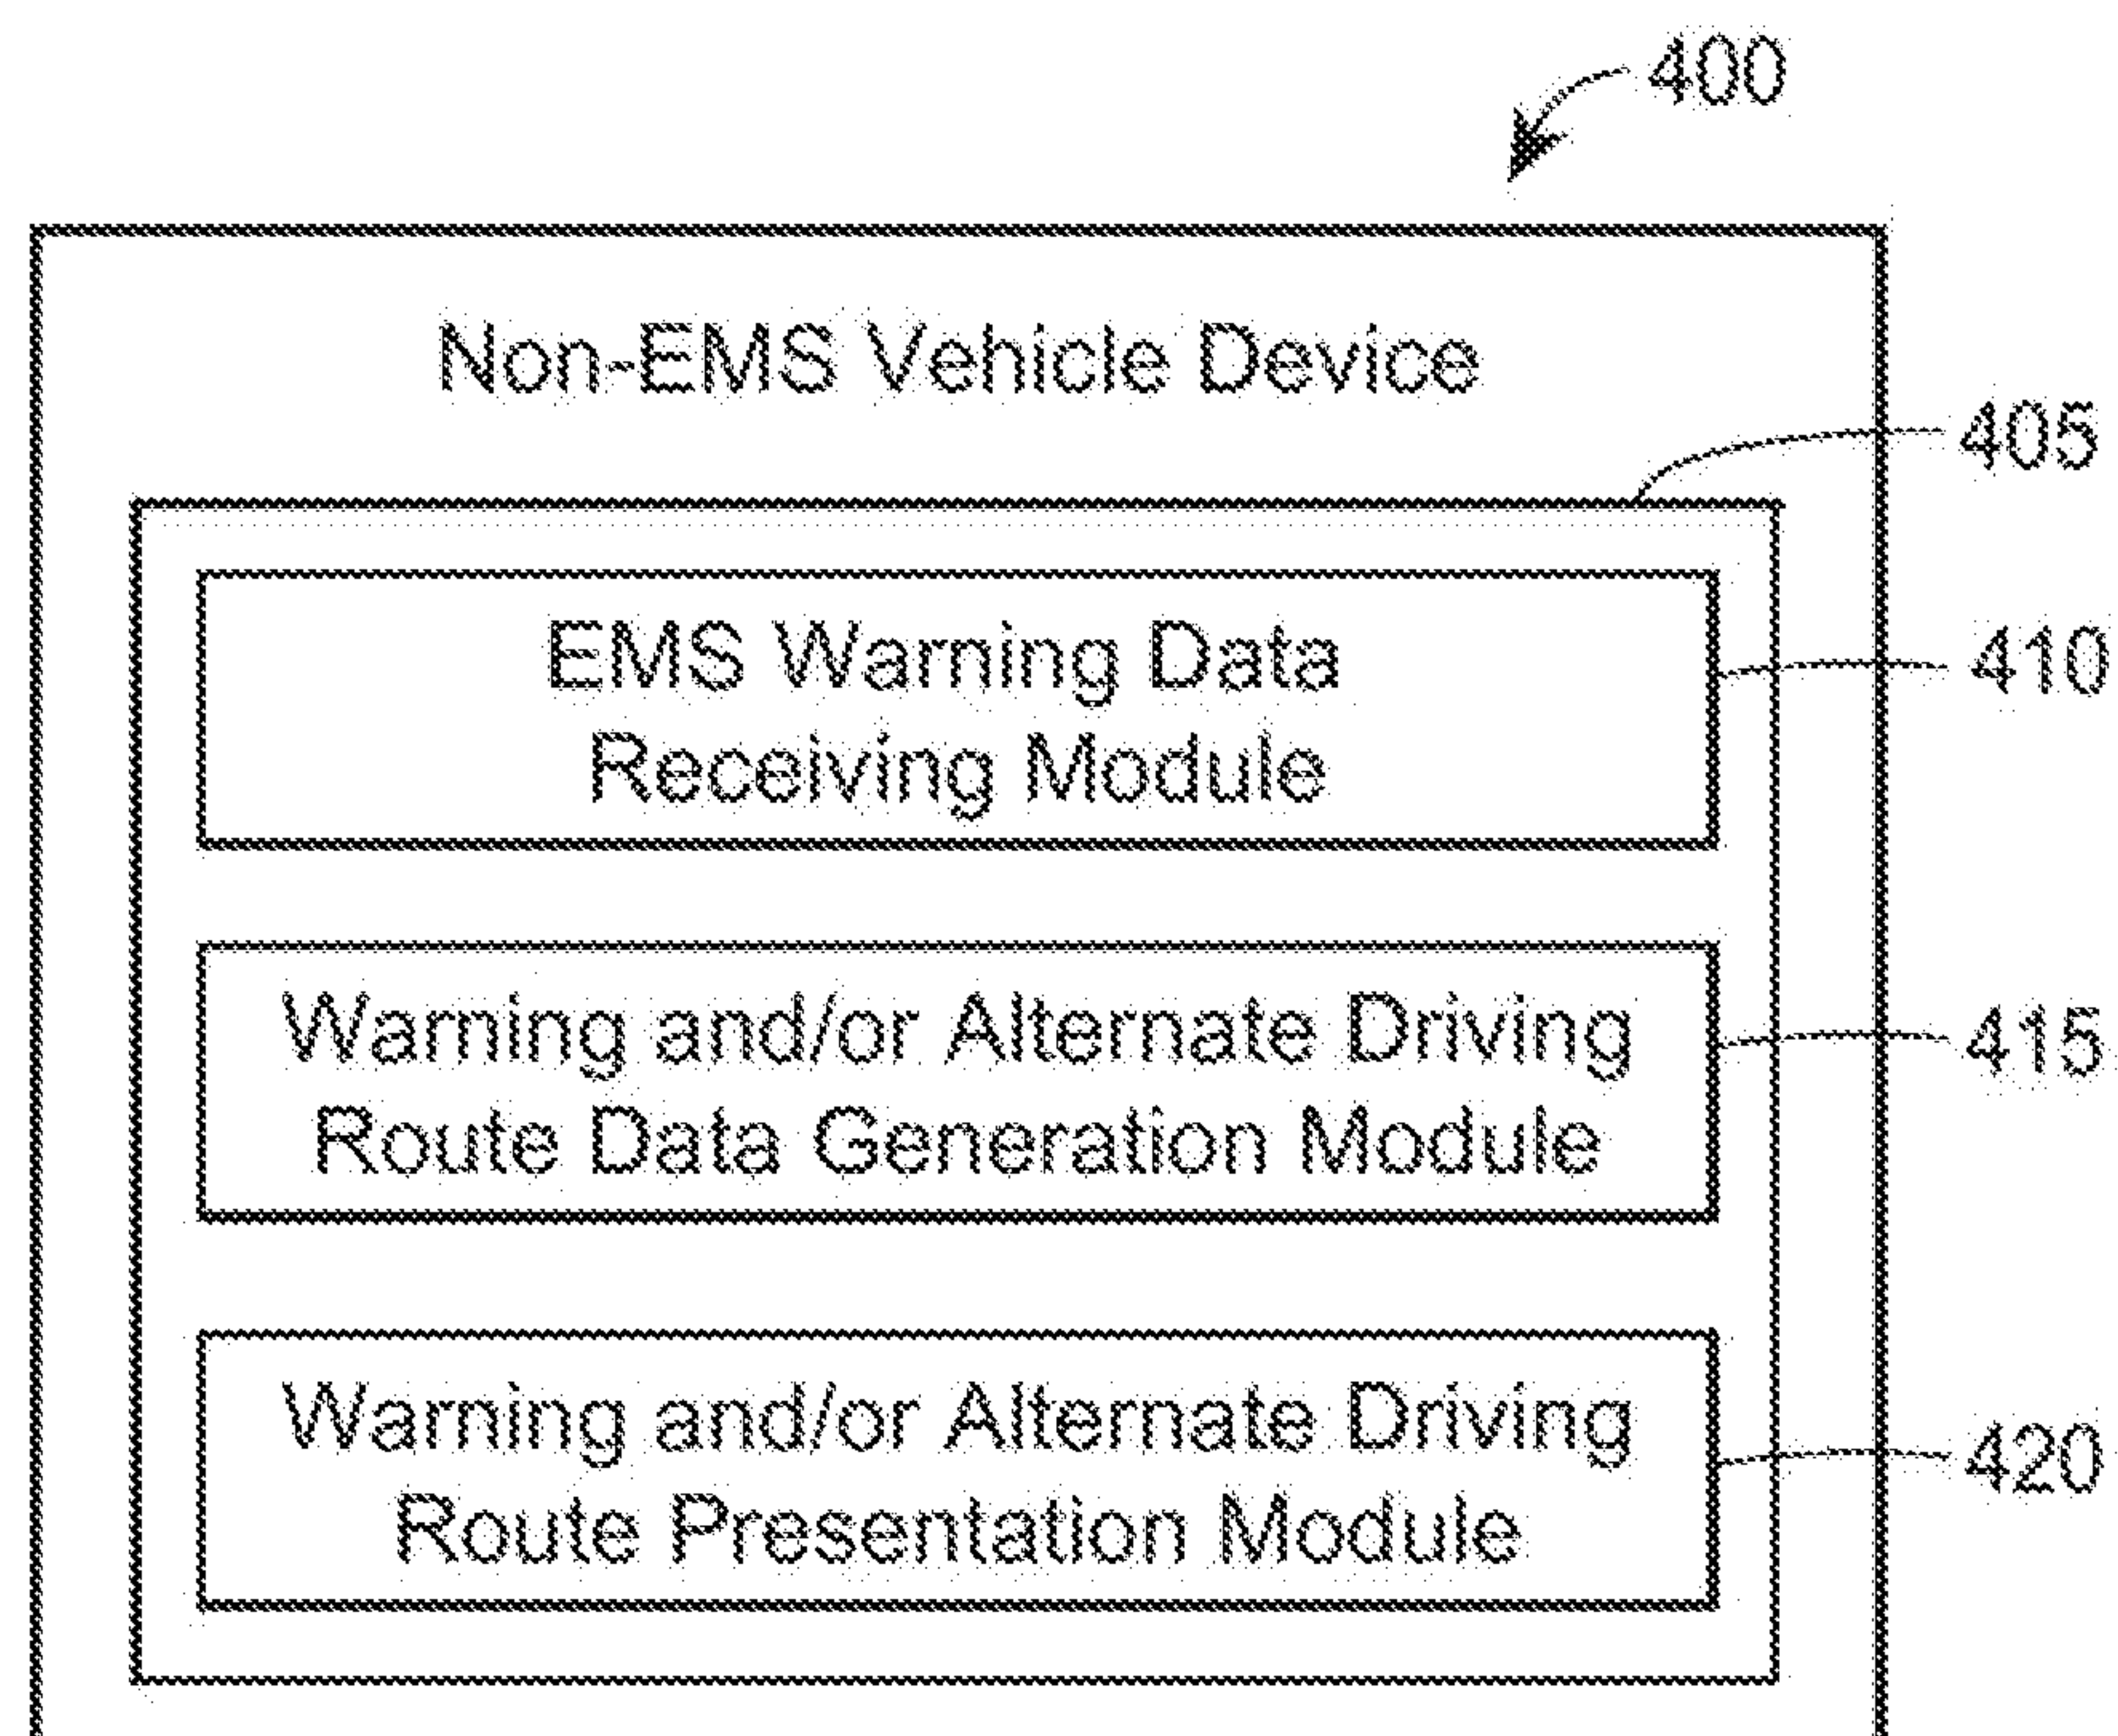 400
Non-EMS Vehicle Device
405
EMS Warning Data
Receiving Module
410
Warning and/or Alternate Driving
Route Data Generation Module
415
Warning and/or Alternate Driving
Route Presentation Module
420